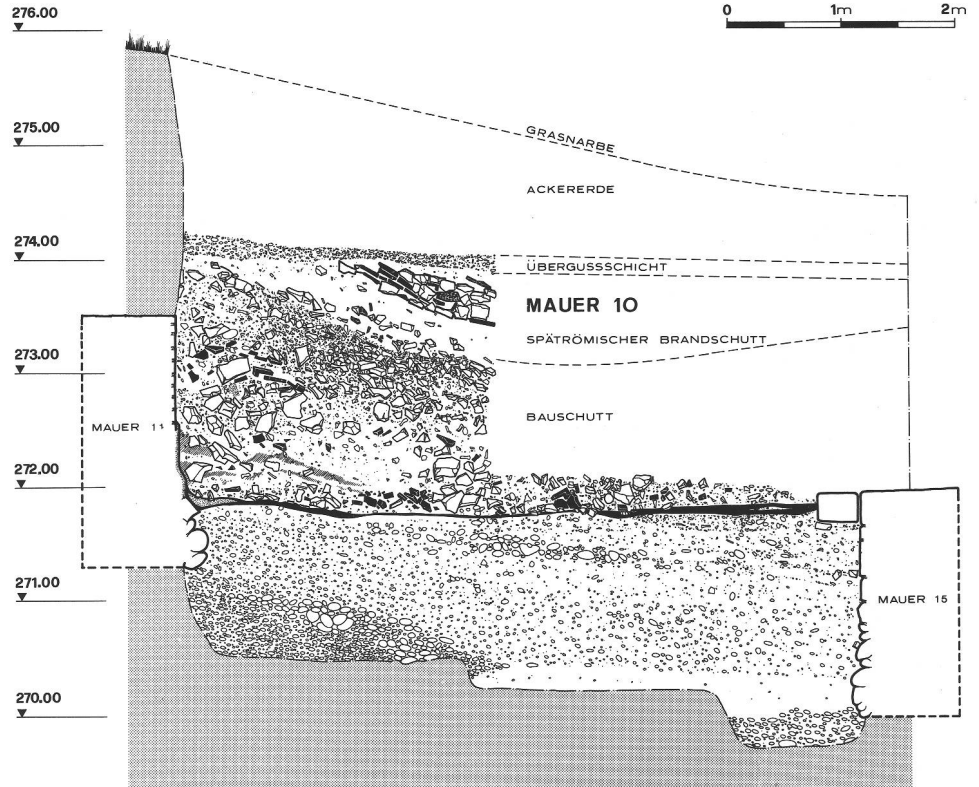 276.00
0 1m 2m
275.00
GRASNARBE
ACKERERDE
274.00
ÜBERGUSSSCHICHT
MAUER 10
SPÄTRÖMISCHER BRANDSCHUTT
273.00
BAUSCHUTT
MAUER 11
272.00
271.00
MAUER 15
270.00